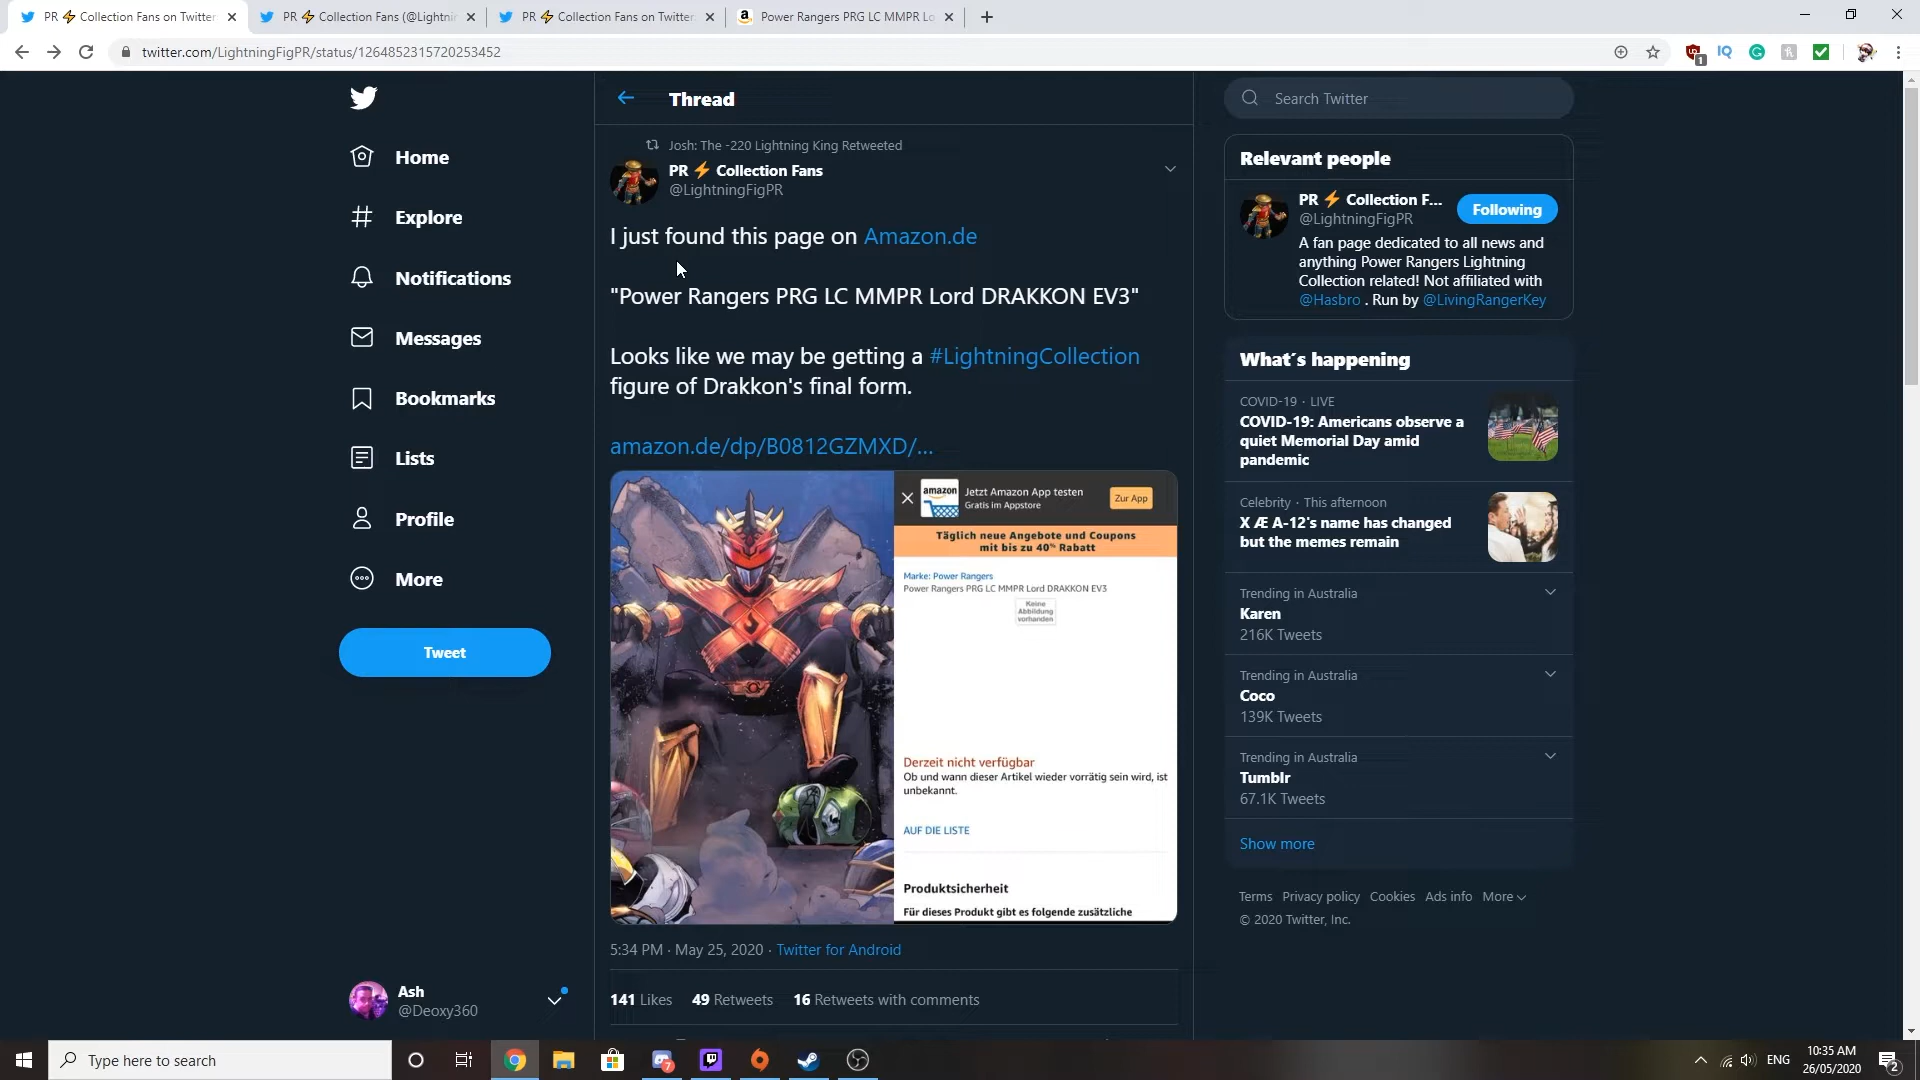 PR ⚡ Collection Fans on Twitter
PR ⚡ Collection Fans (@Lightni
PR ⚡ Collection Fans on Twitter
Power Rangers PRG LC MMPR Lo
twitter.com/LightningFigPR/status/1264852315720253452
Home
Explore
Notifications
Messages
Bookmarks
Lists
Profile
More
Tweet
Ash
@Deoxy360
Thread
Josh: The -220 Lightning King Retweeted
PR ⚡ Collection Fans
@LightningFigPR
I just found this page on Amazon.de
"Power Rangers PRG LC MMPR Lord DRAKKON EV3"
Looks like we may be getting a #LightningCollection
figure of Drakkon's final form.
amazon.de/dp/B0812GZMXD/...
amazon
Jetzt Amazon App testen
Gratis im Appstore
Zur App
Täglich neue Angebote und Coupons
mit bis zu 40% Rabatt
Marke: Power Rangers
Power Rangers PRG LC MMPR Lord DRAKKON EV3
Keine
Abbildung
vorhanden
Derzeit nicht verfügbar
Ob und wann dieser Artikel wieder vorrätig sein wird, ist
unbekannt.
AUF DIE LISTE
Produktsicherheit
Für dieses Produkt gibt es folgende zusätzliche
5:34 PM · May 25, 2020 · Twitter for Android
141 Likes 49 Retweets 16 Retweets with comments
Search Twitter
Relevant people
PR ⚡ Collection F...
@LightningFigPR
Following
A fan page dedicated to all news and
anything Power Rangers Lightning
Collection related! Not affiliated with
@Hasbro . Run by @LivingRangerKey
What's happening
COVID-19 · LIVE
COVID-19: Americans observe a
quiet Memorial Day amid
pandemic
Celebrity · This afternoon
X Æ A-12's name has changed
but the memes remain
Trending in Australia
Karen
216K Tweets
Trending in Australia
Coco
139K Tweets
Trending in Australia
Tumblr
67.1K Tweets
Show more
Terms Privacy policy Cookies Ads info More
© 2020 Twitter, Inc.
Type here to search
ENG
10:35 AM
26/05/2020